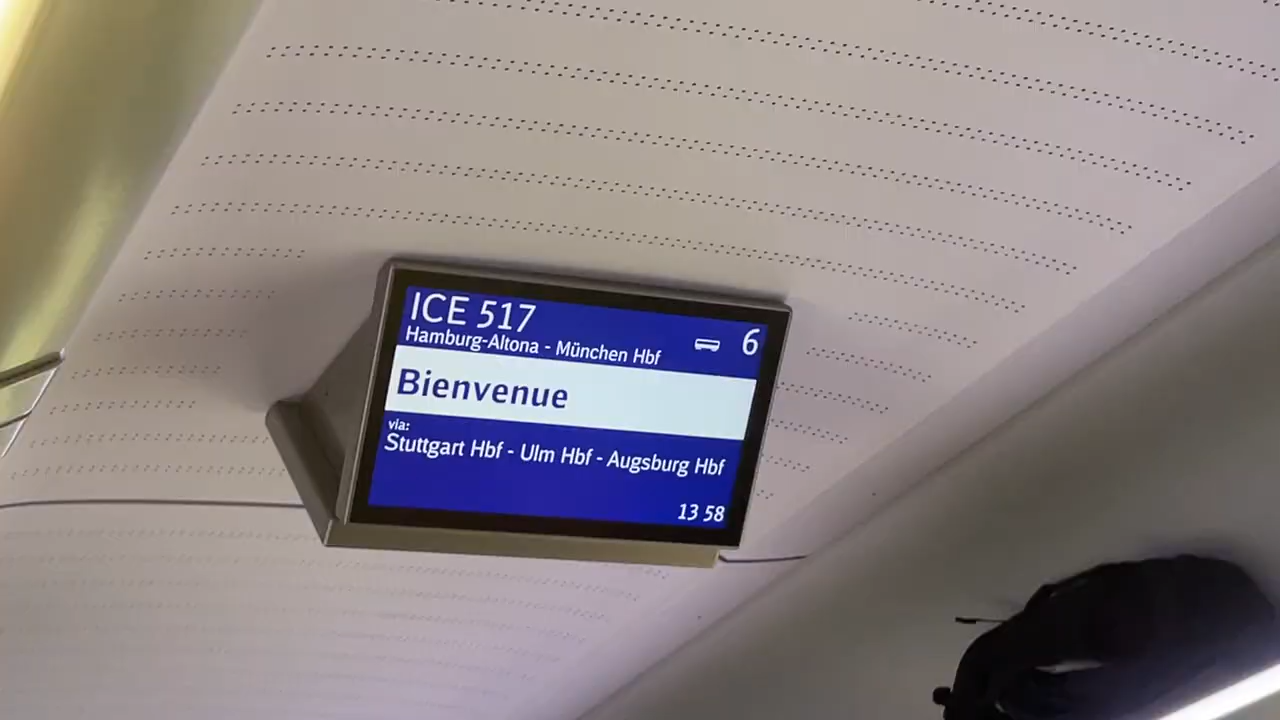 ICE 517
6
Hamburg-Altona - München Hbf
Bienvenue
via:
Stuttgart Hbf - Ulm Hbf - Augsburg Hbf
13 58